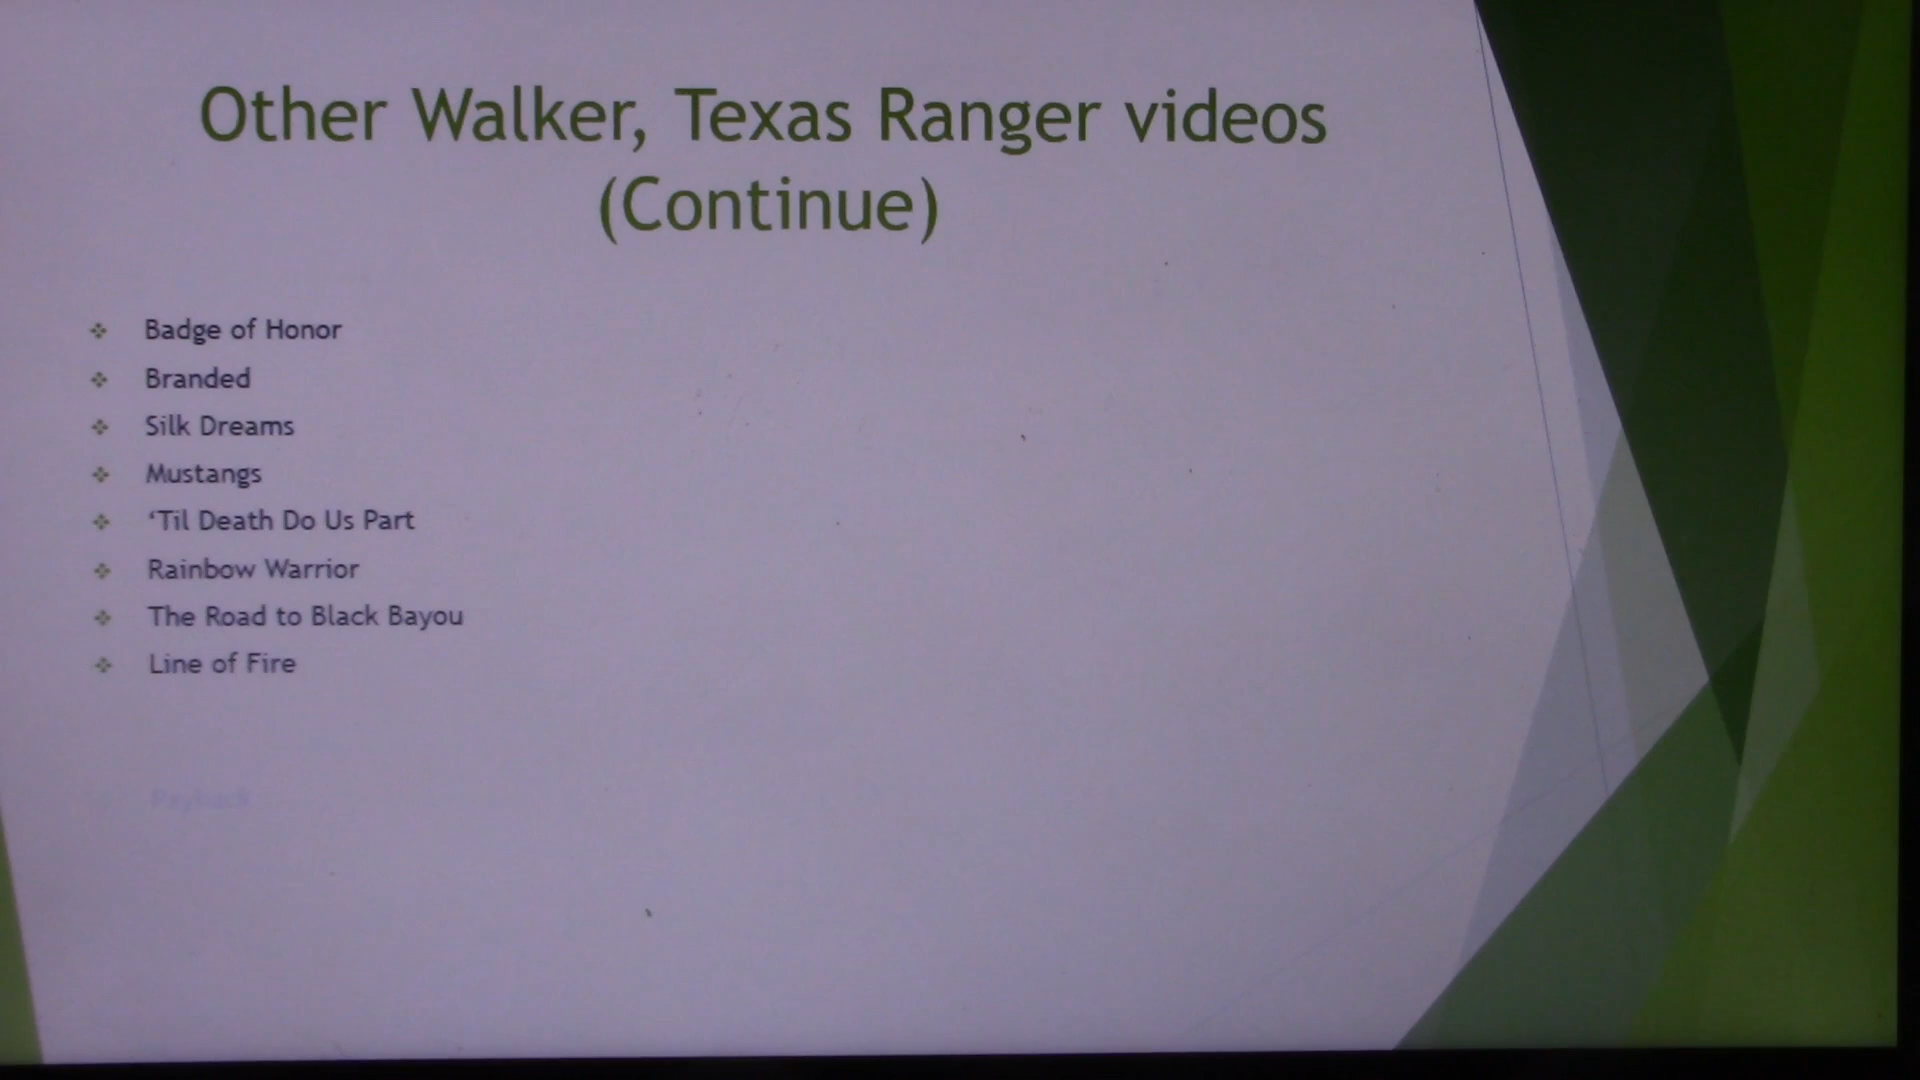 Other Walker, Texas Ranger videos
(Continue)
Badge of Honor
Branded
Silk Dreams
Mustangs
‘Til Death Do Us Part
Rainbow Warrior
The Road to Black Bayou
Line of Fire
Payback